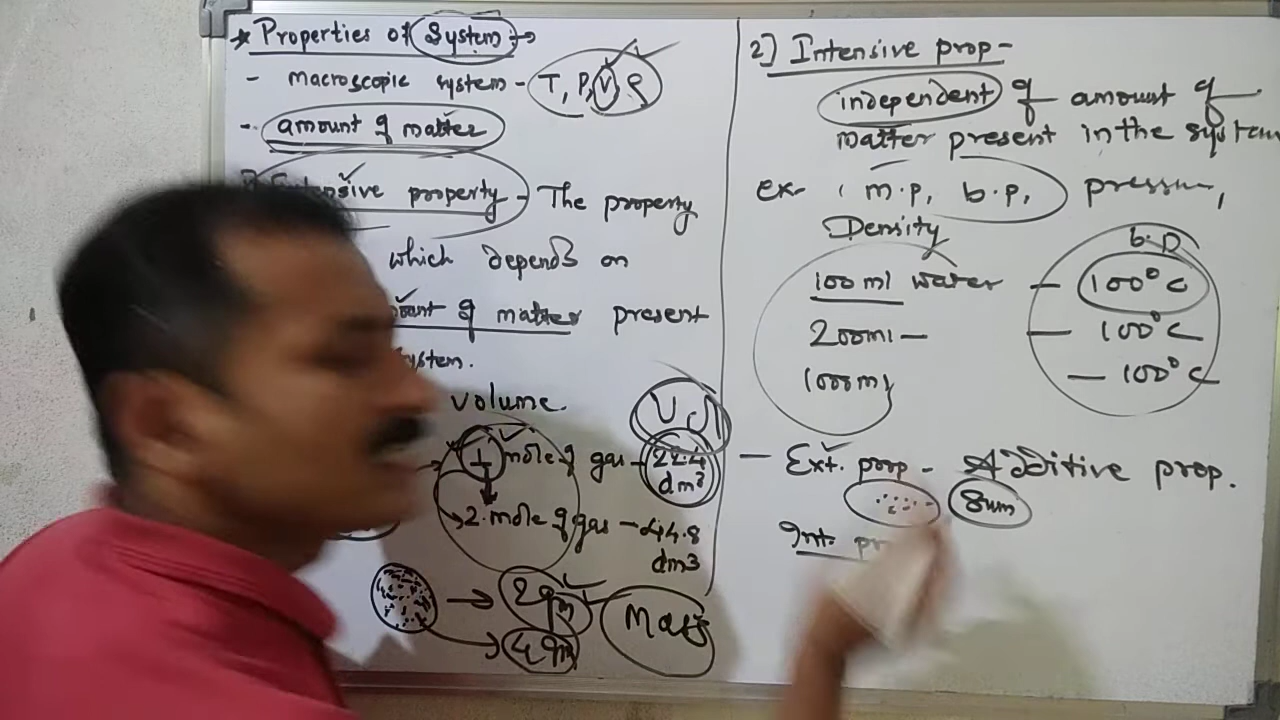 * Properties of System →
- macroscopic system - T, P, V, ρ
- amount of matter
Extensive property - The property
which depends on
amount of matter present
system.
volume.
1 mole of gas - 22.4
dm3
2 mole of gas - 44.8
dm3
2gm
4gm
Mass
2) Intensive prop -
independent of amount of
matter present in the system
ex. m.p, b.p, pressure,
Density
b.p
100 ml water - 100°C
200ml - 100°C
1000ml - 100°C
- Ext. prop - Additive prop.
Sum
Int. pr